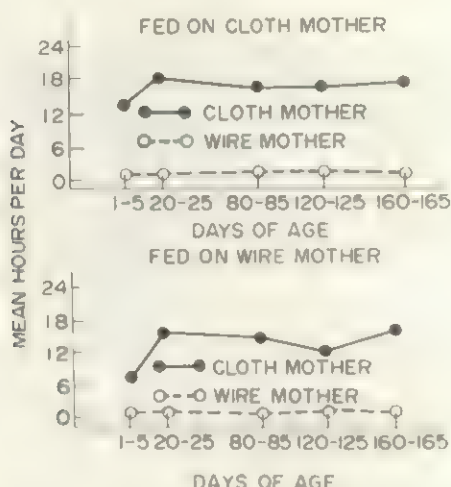 FED ON CLOTH MOTHER
24
18
12
6
0
CLOTH MOTHER
WIRE MOTHER
1-5 20-25 80-85 120-125 160-165
DAYS OF AGE
MEAN HOURS PER DAY
FED ON WIRE MOTHER
24
18
12
6
0
CLOTH MOTHER
WIRE MOTHER
1-5 20-25 80-85 120-125 160-165
DAYS OF AGE